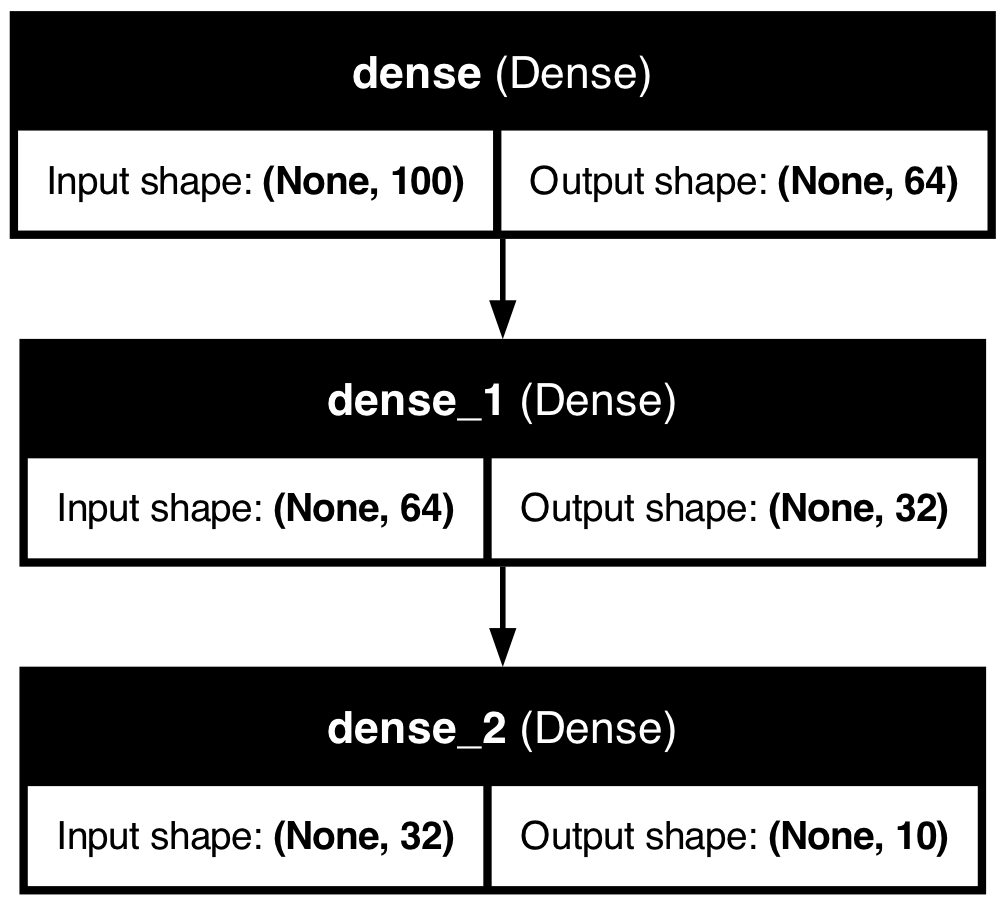 dense (Dense)
Input shape: (None, 100) Output shape: (None, 64)
dense_1 (Dense)
Input shape: (None, 64) Output shape: (None, 32)
dense_2 (Dense)
Input shape: (None, 32) Output shape: (None, 10)